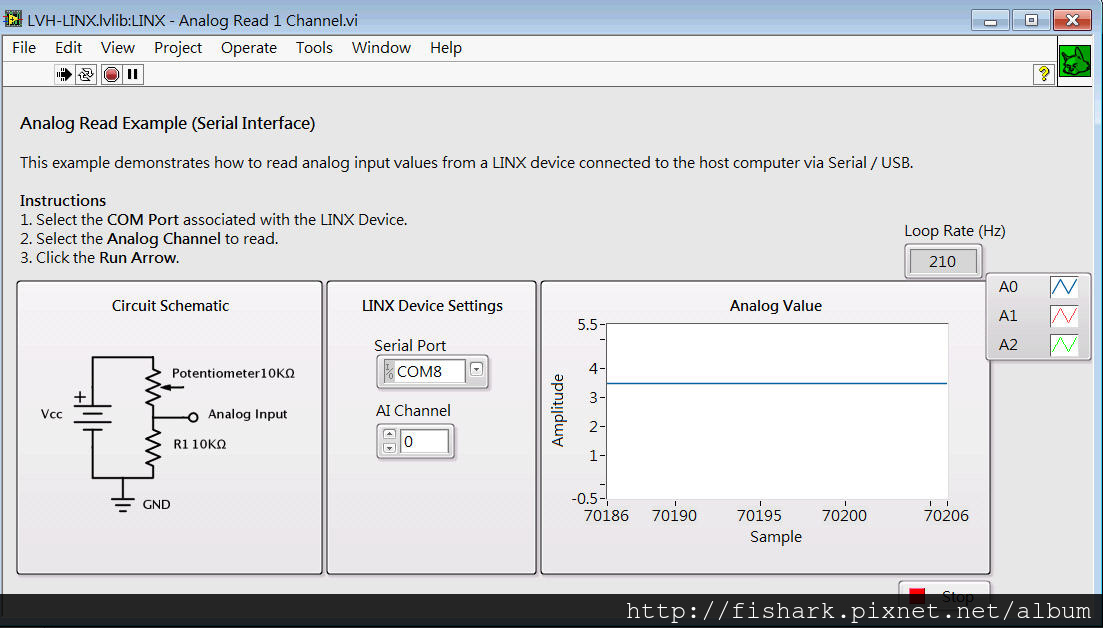 LVH-LINX.lvlib:LINX - Analog Read 1 Channel.vi
File Edit View Project Operate Tools Window Help
Analog Read Example (Serial Interface)
This example demonstrates how to read analog input values from a LINX device connected to the host computer via Serial / USB.
Instructions
1. Select the COM Port associated with the LINX Device.
2. Select the Analog Channel to read.
3. Click the Run Arrow.
Loop Rate (Hz)
210
A0
A1
A2
Circuit Schematic
Potentiometer10KΩ
Vcc
Analog Input
R1 10KΩ
GND
LINX Device Settings
Serial Port
COM8
AI Channel
0
Analog Value
Amplitude
5.5
4
3
2
1
-0.5
70186 70190 70195 70200 70206
Sample
Stop
http://fishark.pixnet.net/album